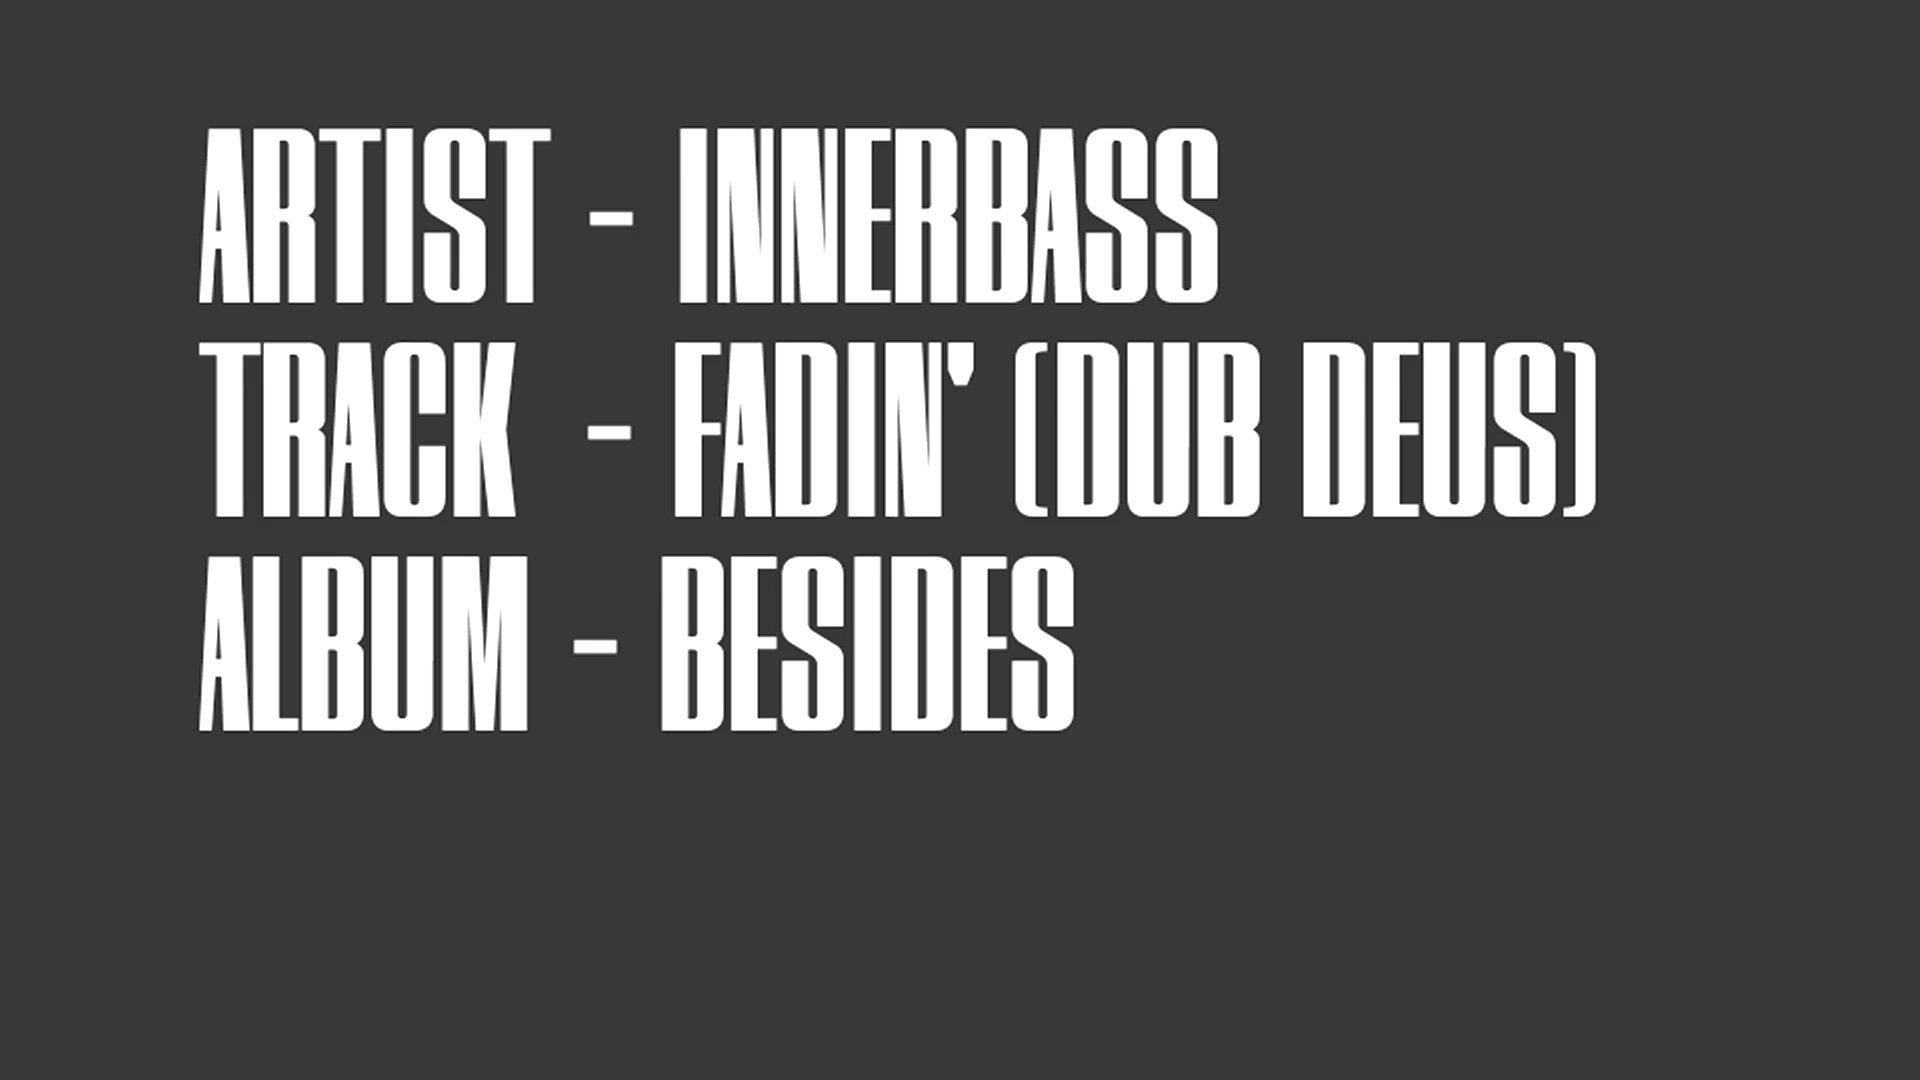 ARTIST - INNERBASS
TRACK - FADIN' (DUB DEUS)
ALBUM - BESIDES